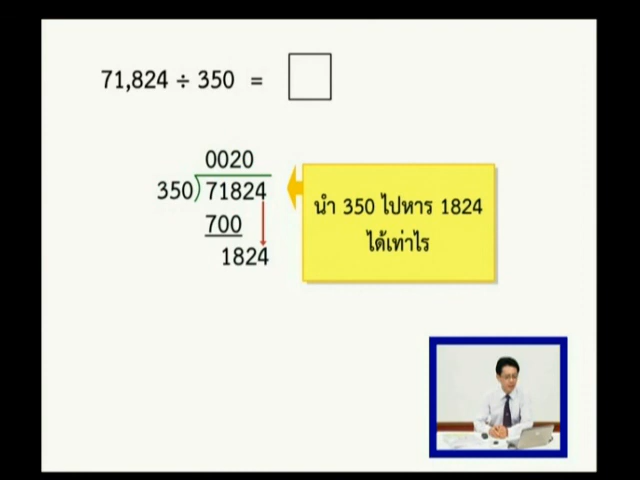 71,824 ÷ 350 =
0020
350)71824
700
1824
นำ 350 ไปหาร 1824
ได้เท่าไร